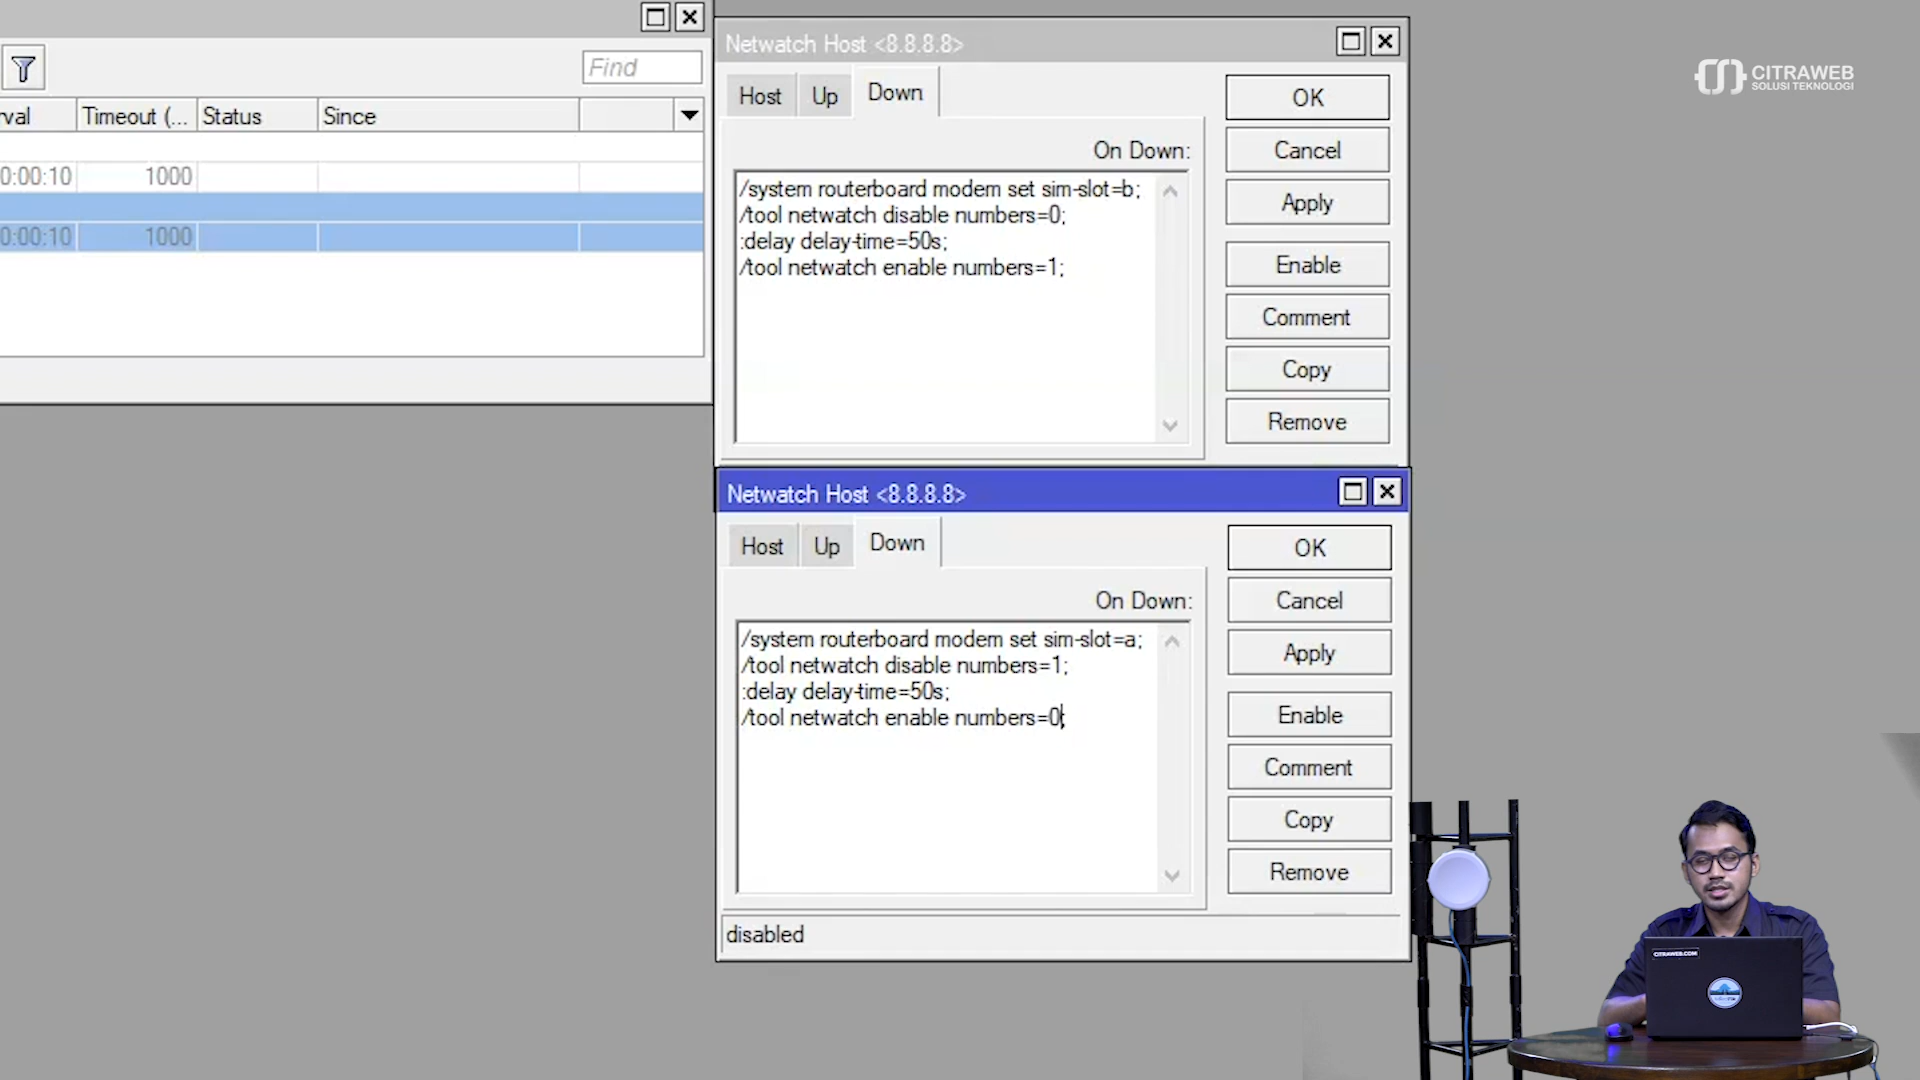 Find
rval
Timeout (...
Status
Since
0:00:10
1000
0:00:10
1000
Netwatch Host <8.8.8.8>
Host
Up
Down
On Down:
/system routerboard modem set sim-slot=b;
/tool netwatch disable numbers=0;
:delay delay-time=50s;
/tool netwatch enable numbers=1;
OK
Cancel
Apply
Enable
Comment
Copy
Remove
Netwatch Host <8.8.8.8>
Host
Up
Down
On Down:
/system routerboard modem set sim-slot=a;
/tool netwatch disable numbers=1;
:delay delay-time=50s;
/tool netwatch enable numbers=0;
OK
Cancel
Apply
Enable
Comment
Copy
Remove
disabled
CITRAWEB
SOLUSI TEKNOLOGI
CITRAWEB.COM